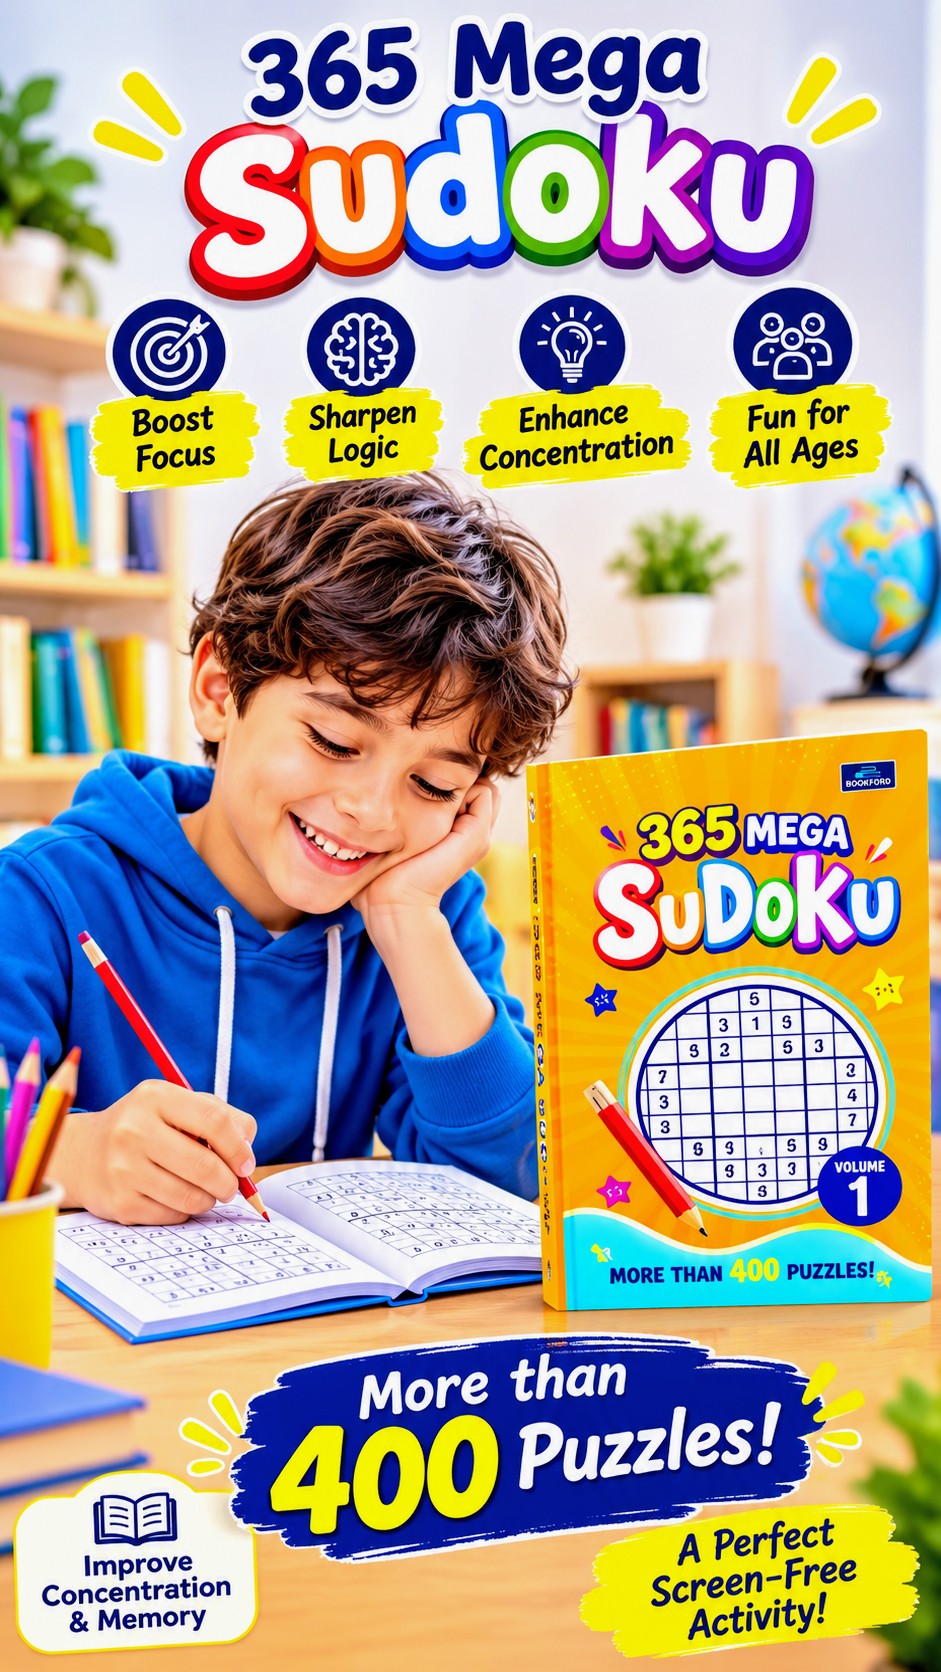 365 Mega
Sudoku
Boost
Focus
Sharpen
Logic
Enhance
Concentration
Fun for
All Ages
BOOKFORD
365 MEGA
SuDoKu
5
VOLUME
1
MORE THAN 400 PUZZLES!
More than
400 Puzzles!
Improve
Concentration
& Memory
A Perfect
Screen-Free
Activity!